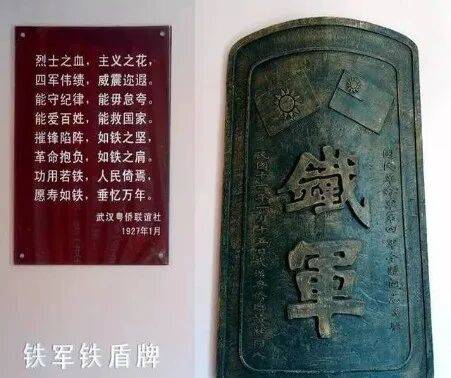 烈士之血，主义之花，
四军伟绩，威震迩遐。
能守纪律，能毋怠夸。
能爱百姓，能救国家。
摧锋陷阵，如铁之坚，
革命抱负，如铁之肩。
功用若铁，人民倚焉，
愿寿如铁，垂忆万年。
武汉粤侨联谊社
1927年1月
铁军铁盾牌
鐵軍